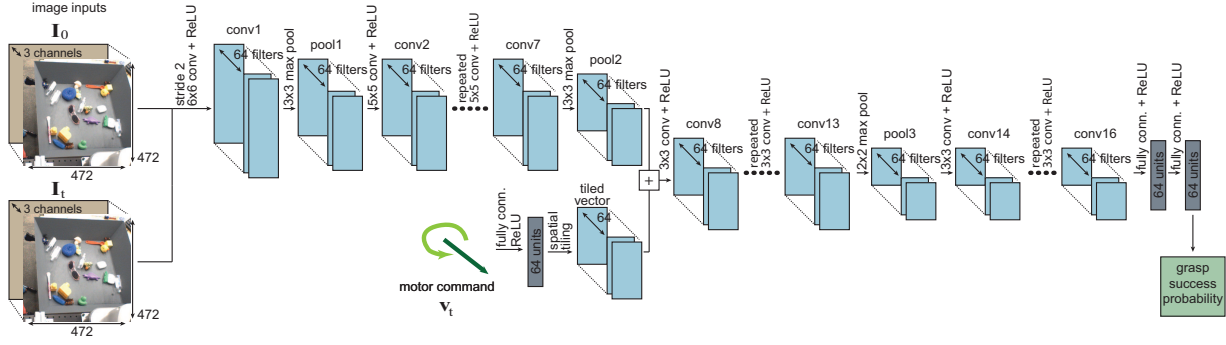 image inputs
I0
3 channels
472
472
It
3 channels
472
472
stride 2
6x6 conv + ReLU
conv1
64 filters
3x3 max pool
pool1
64 filters
5x5 conv + ReLU
conv2
64 filters
repeated
5x5 conv + ReLU
conv7
64 filters
3x3 max pool
pool2
64 filters
motor command
vt
fully conn.
ReLU
64 units
spatial
tiling
tiled
vector
64
+
3x3 conv + ReLU
conv8
64 filters
repeated
3x3 conv + ReLU
conv13
64 filters
2x2 max pool
pool3
64 filters
3x3 conv + ReLU
conv14
64 filters
repeated
3x3 conv + ReLU
conv16
64 filters
fully conn. + ReLU
64 units
fully conn. + ReLU
64 units
grasp
success
probability